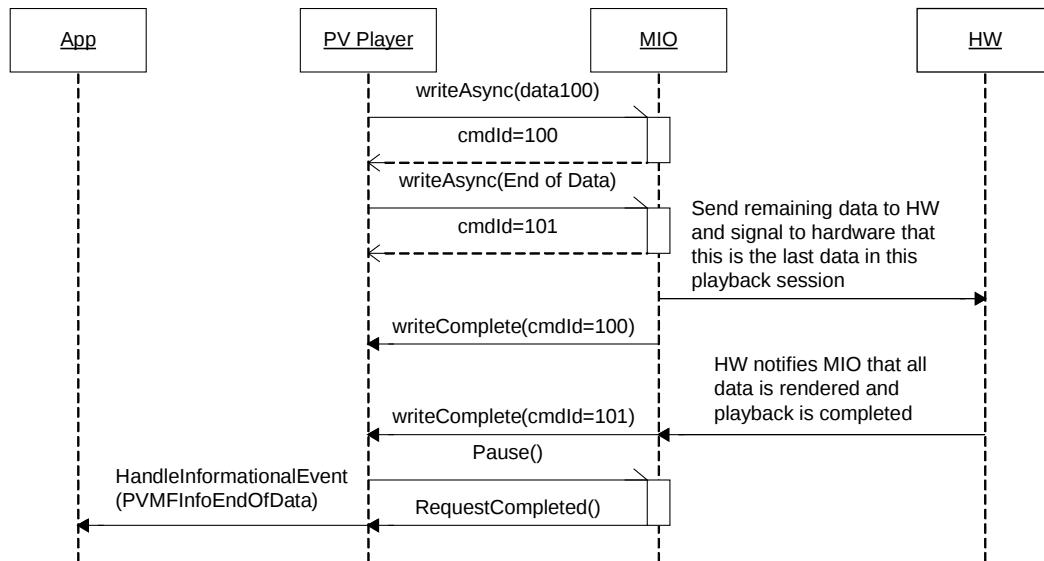 App
PV Player
MIO
HW
writeAsync(data100)
cmdId=100
writeAsync(End of Data)
cmdId=101
Send remaining data to HW
and signal to hardware that
this is the last data in this
playback session
writeComplete(cmdId=100)
HW notifies MIO that all
data is rendered and
playback is completed
writeComplete(cmdId=101)
Pause()
HandleInformationalEvent
(PVMFInfoEndOfData)
RequestCompleted()